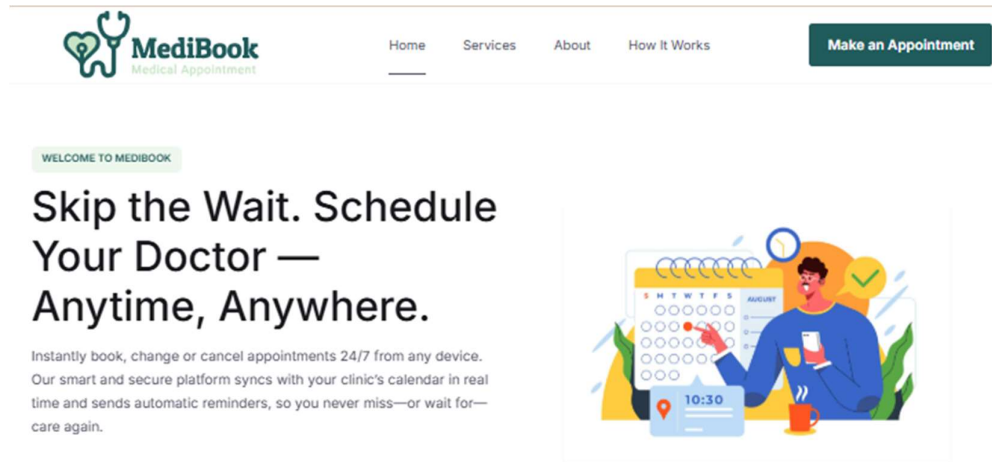 MediBook
Medical Appointment
Home Services About How It Works
Make an Appointment
WELCOME TO MEDIBOOK
Skip the Wait. Schedule
Your Doctor —
Anytime, Anywhere.
Instantly book, change or cancel appointments 24/7 from any device.
Our smart and secure platform syncs with your clinic's calendar in real
time and sends automatic reminders, so you never miss—or wait for—
care again.
S M T W T F S
AUGUST
10:30